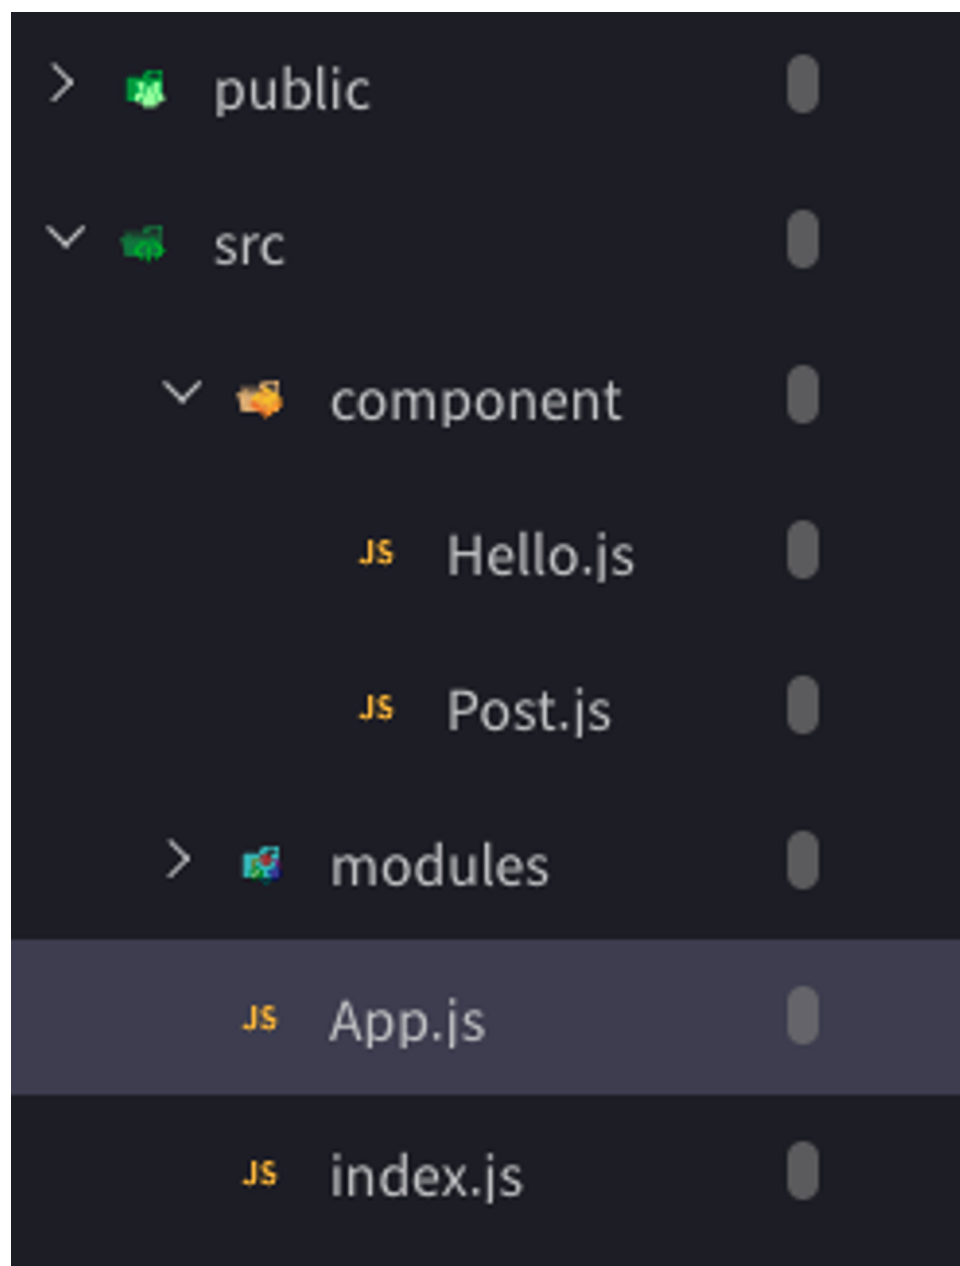 public
src
component
JS Hello.js
JS Post.js
modules
JS App.js
JS index.js